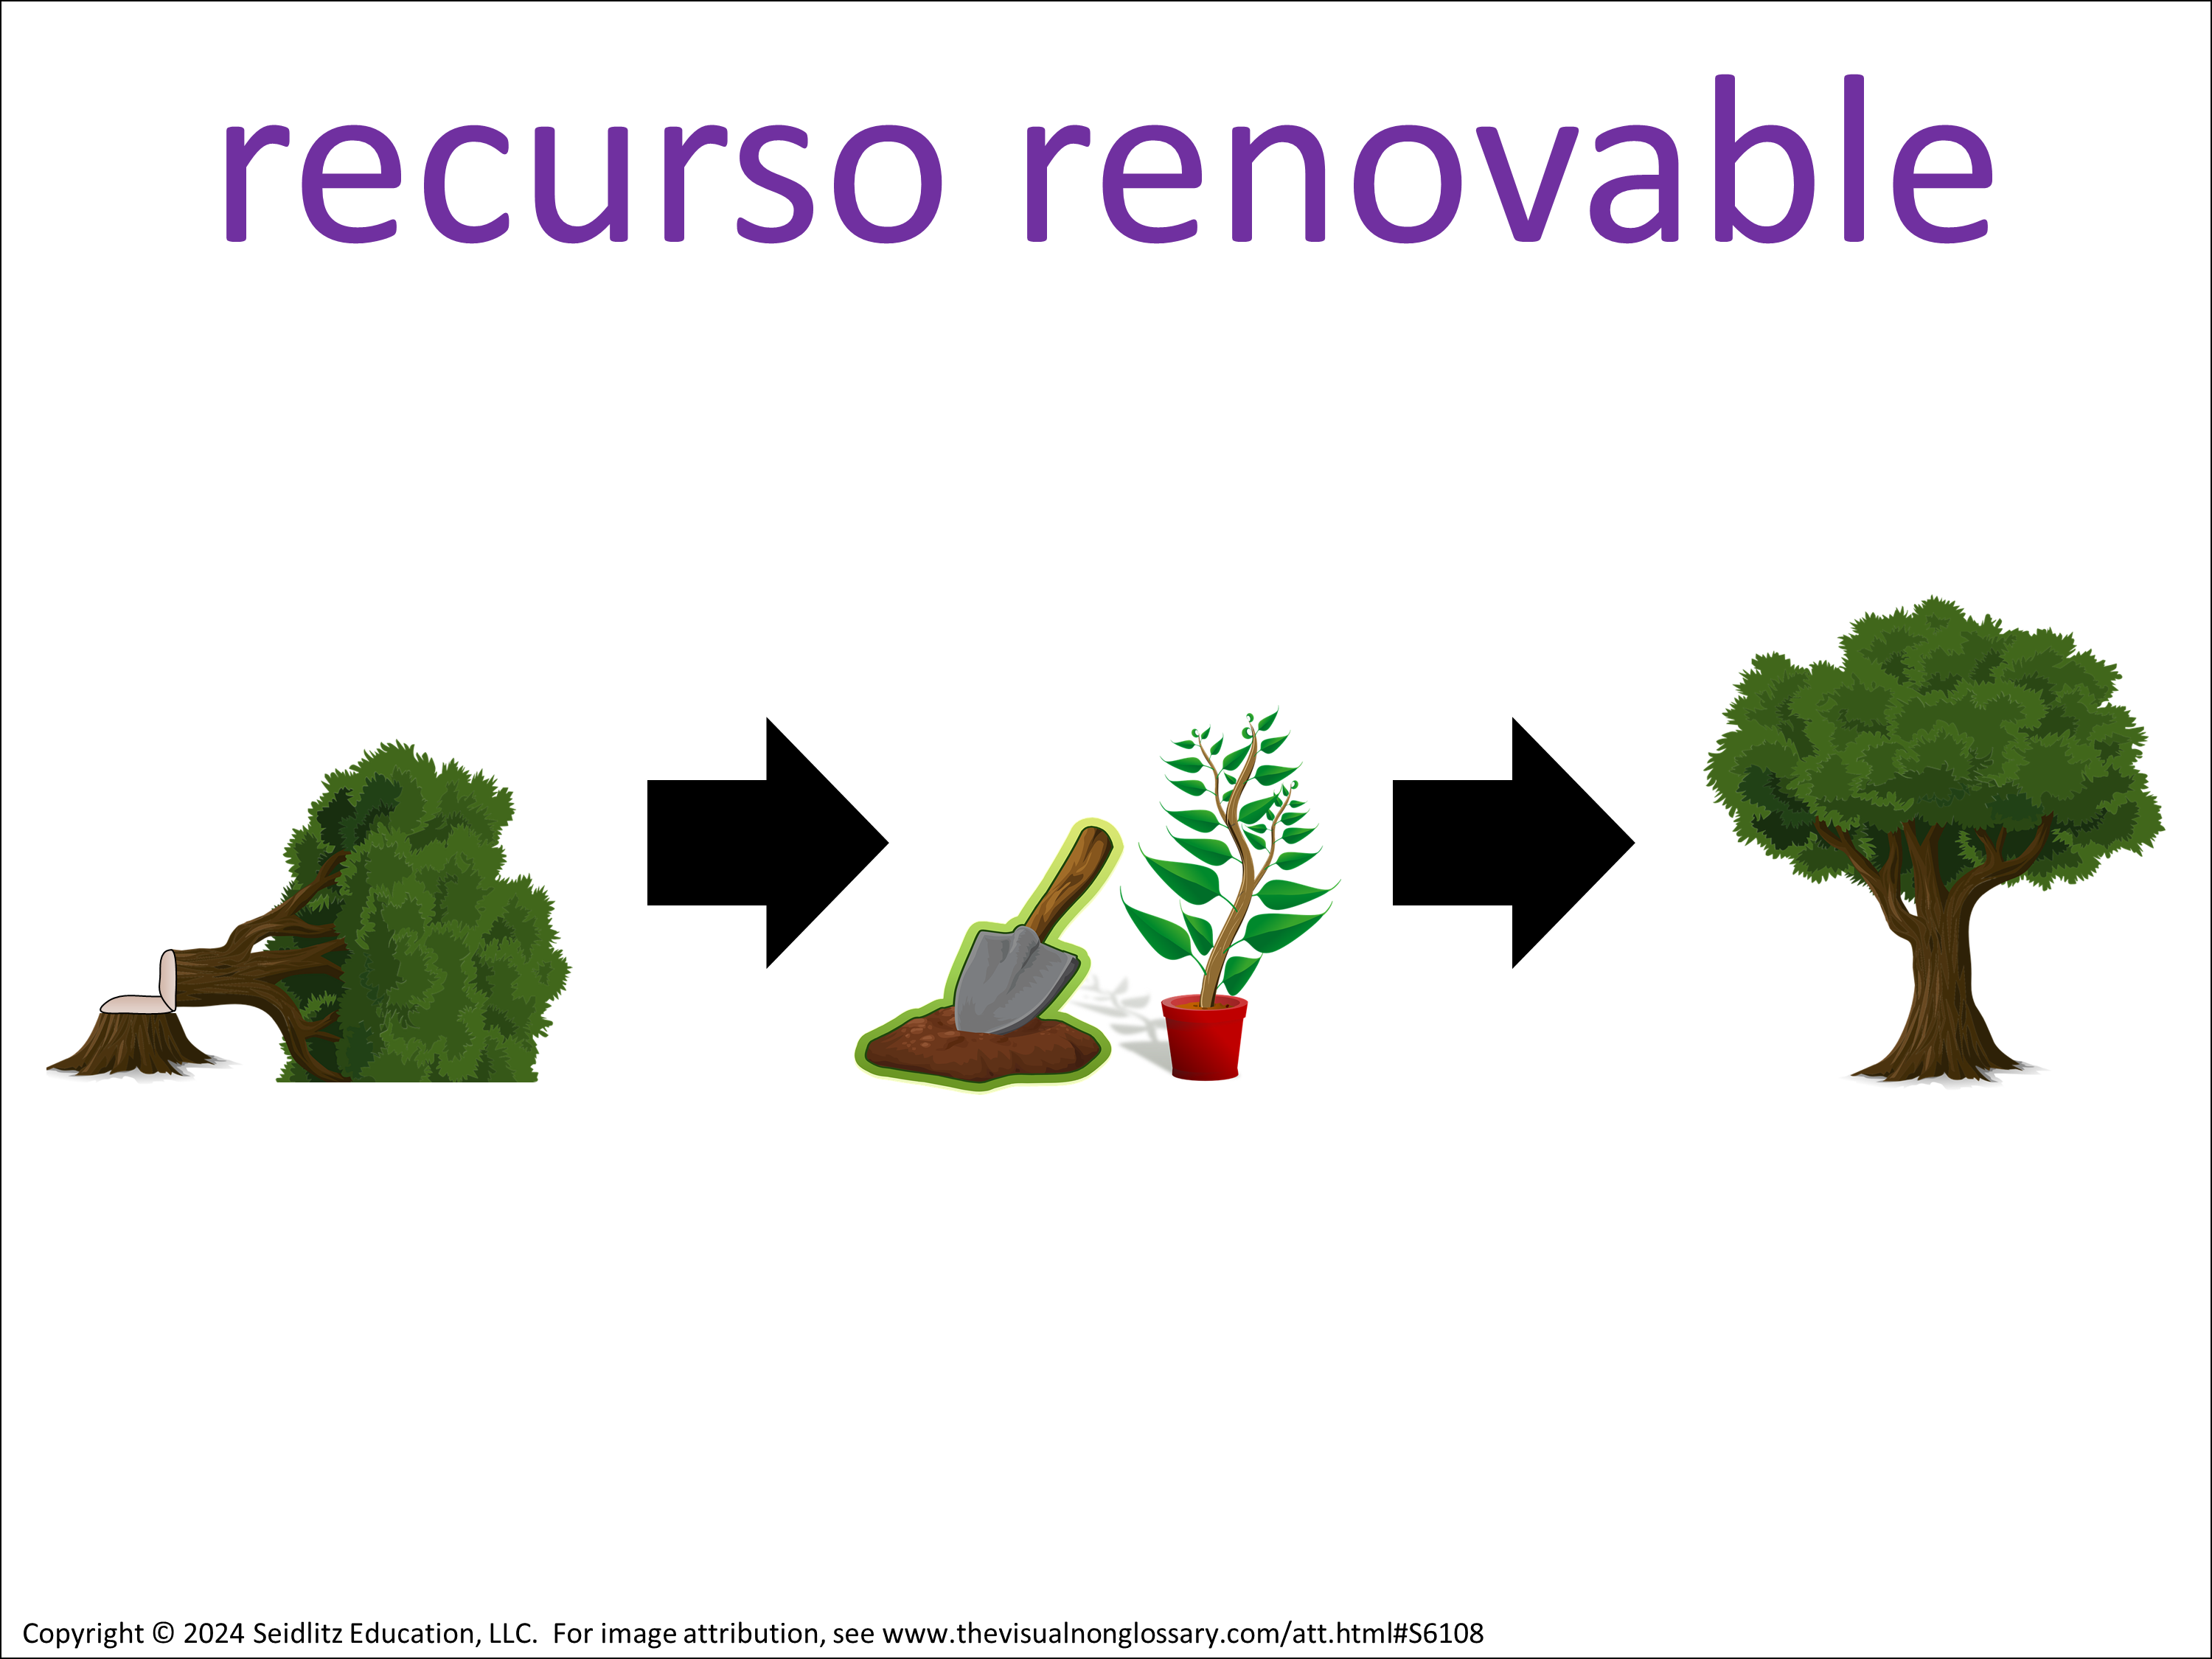 recurso renovable
Copyright © 2024 Seidlitz Education, LLC.  For image attribution, see www.thevisualnonglossary.com/att.html#S6108